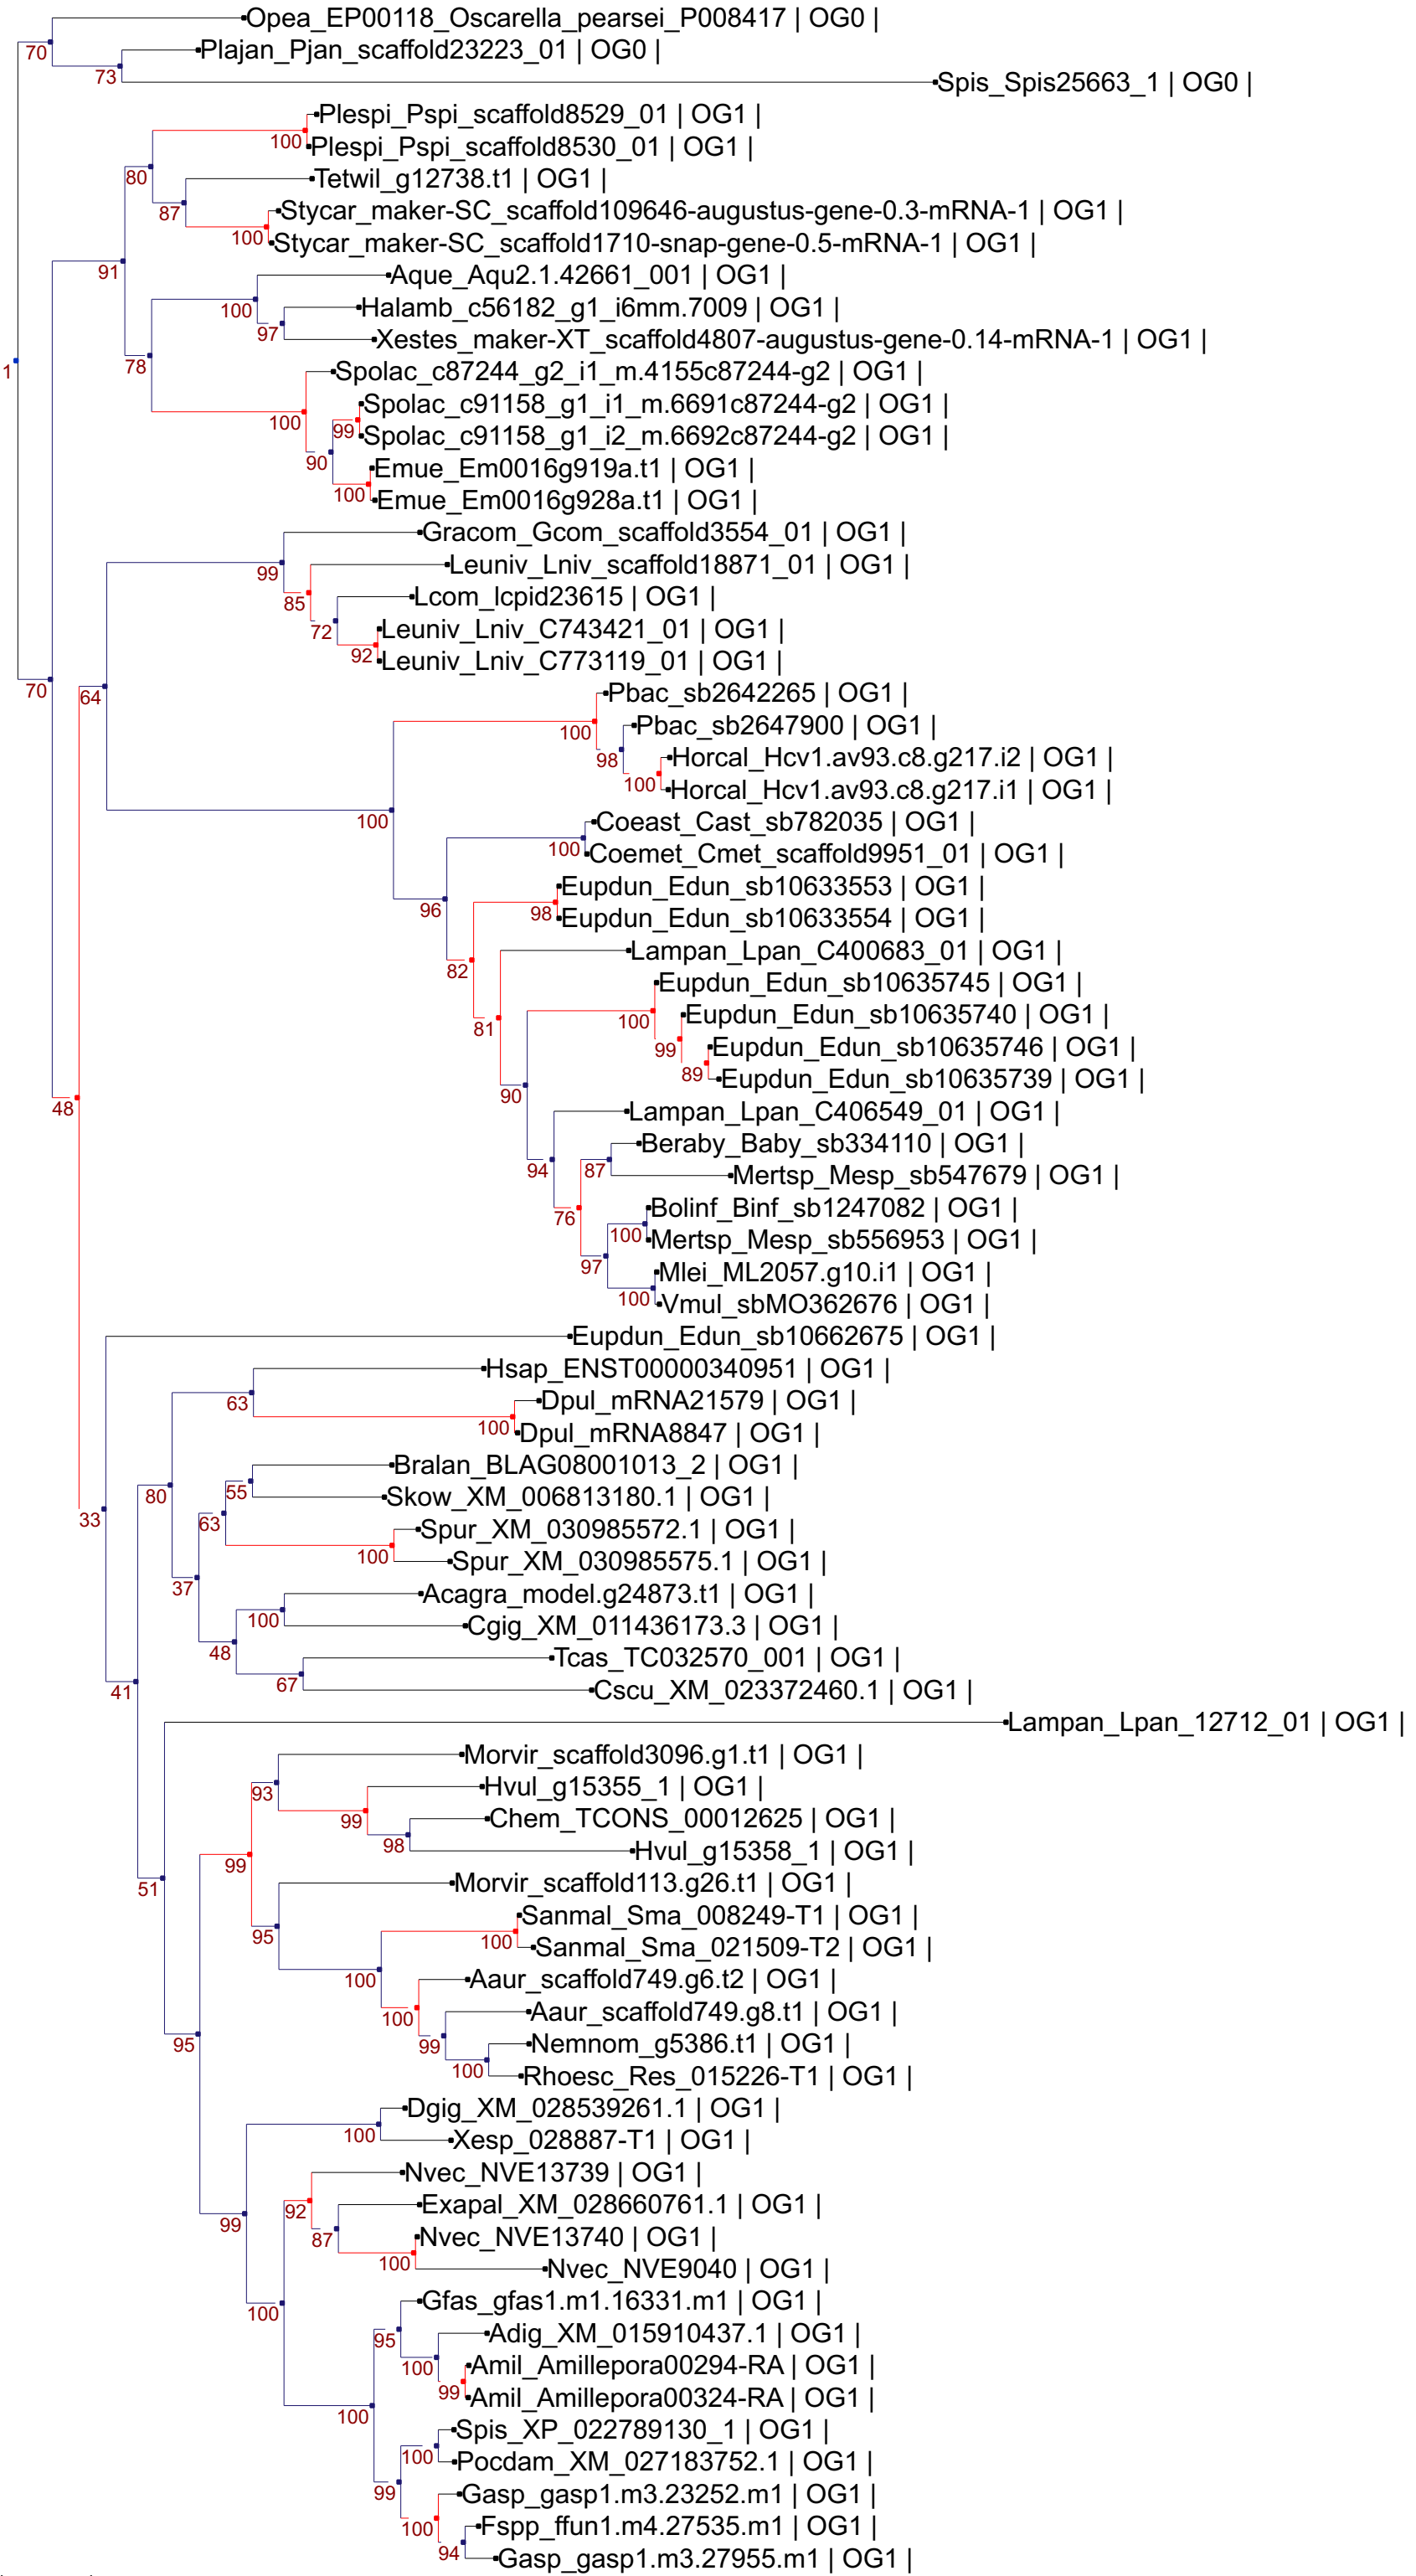 Opea_EP00118_Oscarella_pearsei_P008417 | OG0 |
70
Plajan_Pjan_scaffold23223_01 | OG0 |
73
Spis_Spis25663_1 | OG0 |
Plespi_Pspi_scaffold8529_01 | OG1 |
100
Plespi_Pspi_scaffold8530_01 | OG1 |
80
Tetwil_g12738.t1 | OG1 |
87
Stycar_maker-SC_scaffold109646-augustus-gene-0.3-mRNA-1 | OG1 |
100
Stycar_maker-SC_scaffold1710-snap-gene-0.5-mRNA-1 | OG1 |
91
Aque_Aqu2.1.42661_001 | OG1 |
100
Halamb_c56182_g1_i6mm.7009 | OG1 |
97
Xestes_maker-XT_scaffold4807-augustus-gene-0.14-mRNA-1 | OG1 |
1
78
Spolac_c87244_g2_i1_m.4155c87244-g2 | OG1 |
Spolac_c91158_g1_i1_m.6691c87244-g2 | OG1 |
100
99
Spolac_c91158_g1_i2_m.6692c87244-g2 | OG1 |
90
Emue_Em0016g919a.t1 | OG1 |
100
Emue_Em0016g928a.t1 | OG1 |
Gracom_Gcom_scaffold3554_01 | OG1 |
99
Leuniv_Lniv_scaffold18871_01 | OG1 |
85
Lcom_lcpid23615 | OG1 |
72
Leuniv_Lniv_C743421_01 | OG1 |
92
Leuniv_Lniv_C773119_01 | OG1 |
70
64
Pbac_sb2642265 | OG1 |
100
Pbac_sb2647900 | OG1 |
98
Horcal_Hcv1.av93.c8.g217.i2 | OG1 |
100
Horcal_Hcv1.av93.c8.g217.i1 | OG1 |
100
Coeast_Cast_sb782035 | OG1 |
100
Coemet_Cmet_scaffold9951_01 | OG1 |
96
Eupdun_Edun_sb10633553 | OG1 |
98
Eupdun_Edun_sb10633554 | OG1 |
82
Lampan_Lpan_C400683_01 | OG1 |
81
Eupdun_Edun_sb10635745 | OG1 |
100
Eupdun_Edun_sb10635740 | OG1 |
99
Eupdun_Edun_sb10635746 | OG1 |
89
Eupdun_Edun_sb10635739 | OG1 |
48
90
Lampan_Lpan_C406549_01 | OG1 |
94
Beraby_Baby_sb334110 | OG1 |
87
Mertsp_Mesp_sb547679 | OG1 |
76
Bolinf_Binf_sb1247082 | OG1 |
100
Mertsp_Mesp_sb556953 | OG1 |
97
Mlei_ML2057.g10.i1 | OG1 |
100
Vmul_sbMO362676 | OG1 |
Eupdun_Edun_sb10662675 | OG1 |
Hsap_ENST00000340951 | OG1 |
63
Dpul_mRNA21579 | OG1 |
100
Dpul_mRNA8847 | OG1 |
Bralan_BLAG08001013_2 | OG1 |
80
55
Skow_XM_006813180.1 | OG1 |
33
63
Spur_XM_030985572.1 | OG1 |
100
Spur_XM_030985575.1 | OG1 |
37
Acagra_model.g24873.t1 | OG1 |
100
Cgig_XM_011436173.3 | OG1 |
48
Tcas_TC032570_001 | OG1 |
67
Cscu_XM_023372460.1 | OG1 |
41
Lampan_Lpan_12712_01 | OG1 |
Morvir_scaffold3096.g1.t1 | OG1 |
93
Hvul_g15355_1 | OG1 |
99
Chem_TCONS_00012625 | OG1 |
98
Hvul_g15358_1 | OG1 |
99
Morvir_scaffold113.g26.t1 | OG1 |
51
Sanmal_Sma_008249-T1 | OG1 |
95
100
Sanmal_Sma_021509-T2 | OG1 |
100
Aaur_scaffold749.g6.t2 | OG1 |
100
Aaur_scaffold749.g8.t1 | OG1 |
95
99
Nemnom_g5386.t1 | OG1 |
100
Rhoesc_Res_015226-T1 | OG1 |
Dgig_XM_028539261.1 | OG1 |
100
Xesp_028887-T1 | OG1 |
Nvec_NVE13739 | OG1 |
92
Exapal_XM_028660761.1 | OG1 |
99
87
Nvec_NVE13740 | OG1 |
100
Nvec_NVE9040 | OG1 |
100
Gfas_gfas1.m1.16331.m1 | OG1 |
95
Adig_XM_015910437.1 | OG1 |
100
Amil_Amillepora00294-RA | OG1 |
99
Amil_Amillepora00324-RA | OG1 |
100
Spis_XP_022789130_1 | OG1 |
100
Pocdam_XM_027183752.1 | OG1 |
99
Gasp_gasp1.m3.23252.m1 | OG1 |
100
Fspp_ffun1.m4.27535.m1 | OG1 |
94
Gasp_gasp1.m3.27955.m1 | OG1 |